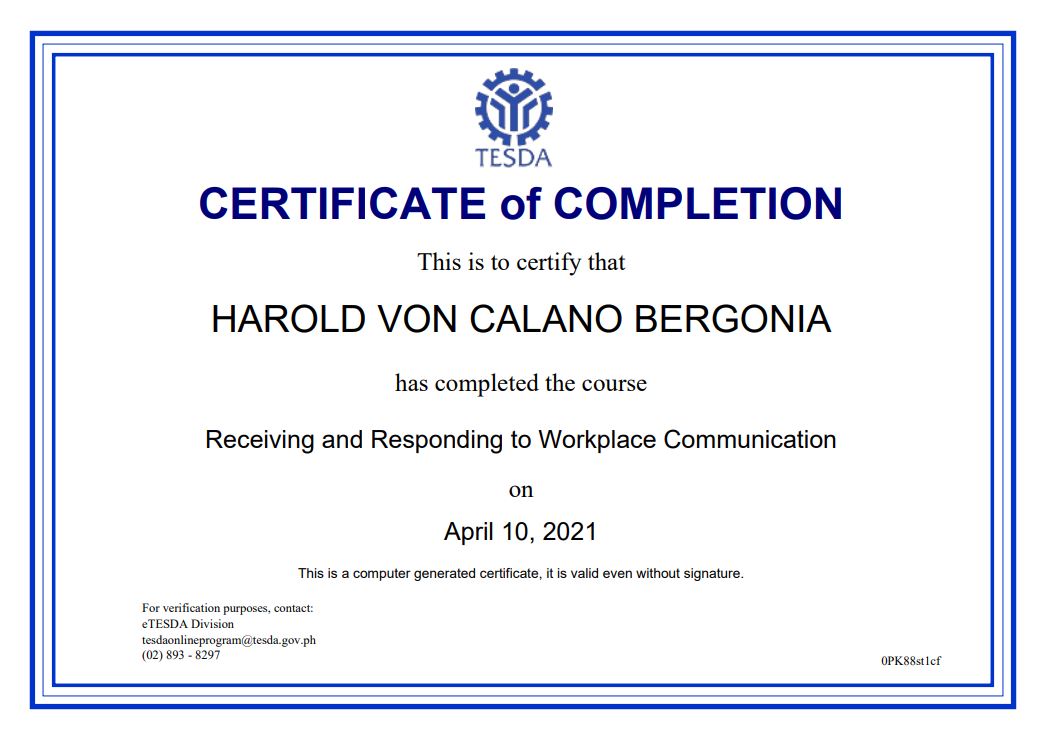 TESDA
CERTIFICATE of COMPLETION
This is to certify that
HAROLD VON CALANO BERGONIA
has completed the course
Receiving and Responding to Workplace Communication
on
April 10, 2021
This is a computer generated certificate, it is valid even without signature.
For verification purposes, contact:
eTESDA Division
tesdaonlineprogram@tesda.gov.ph
(02) 893 - 8297
0PK88st1cf